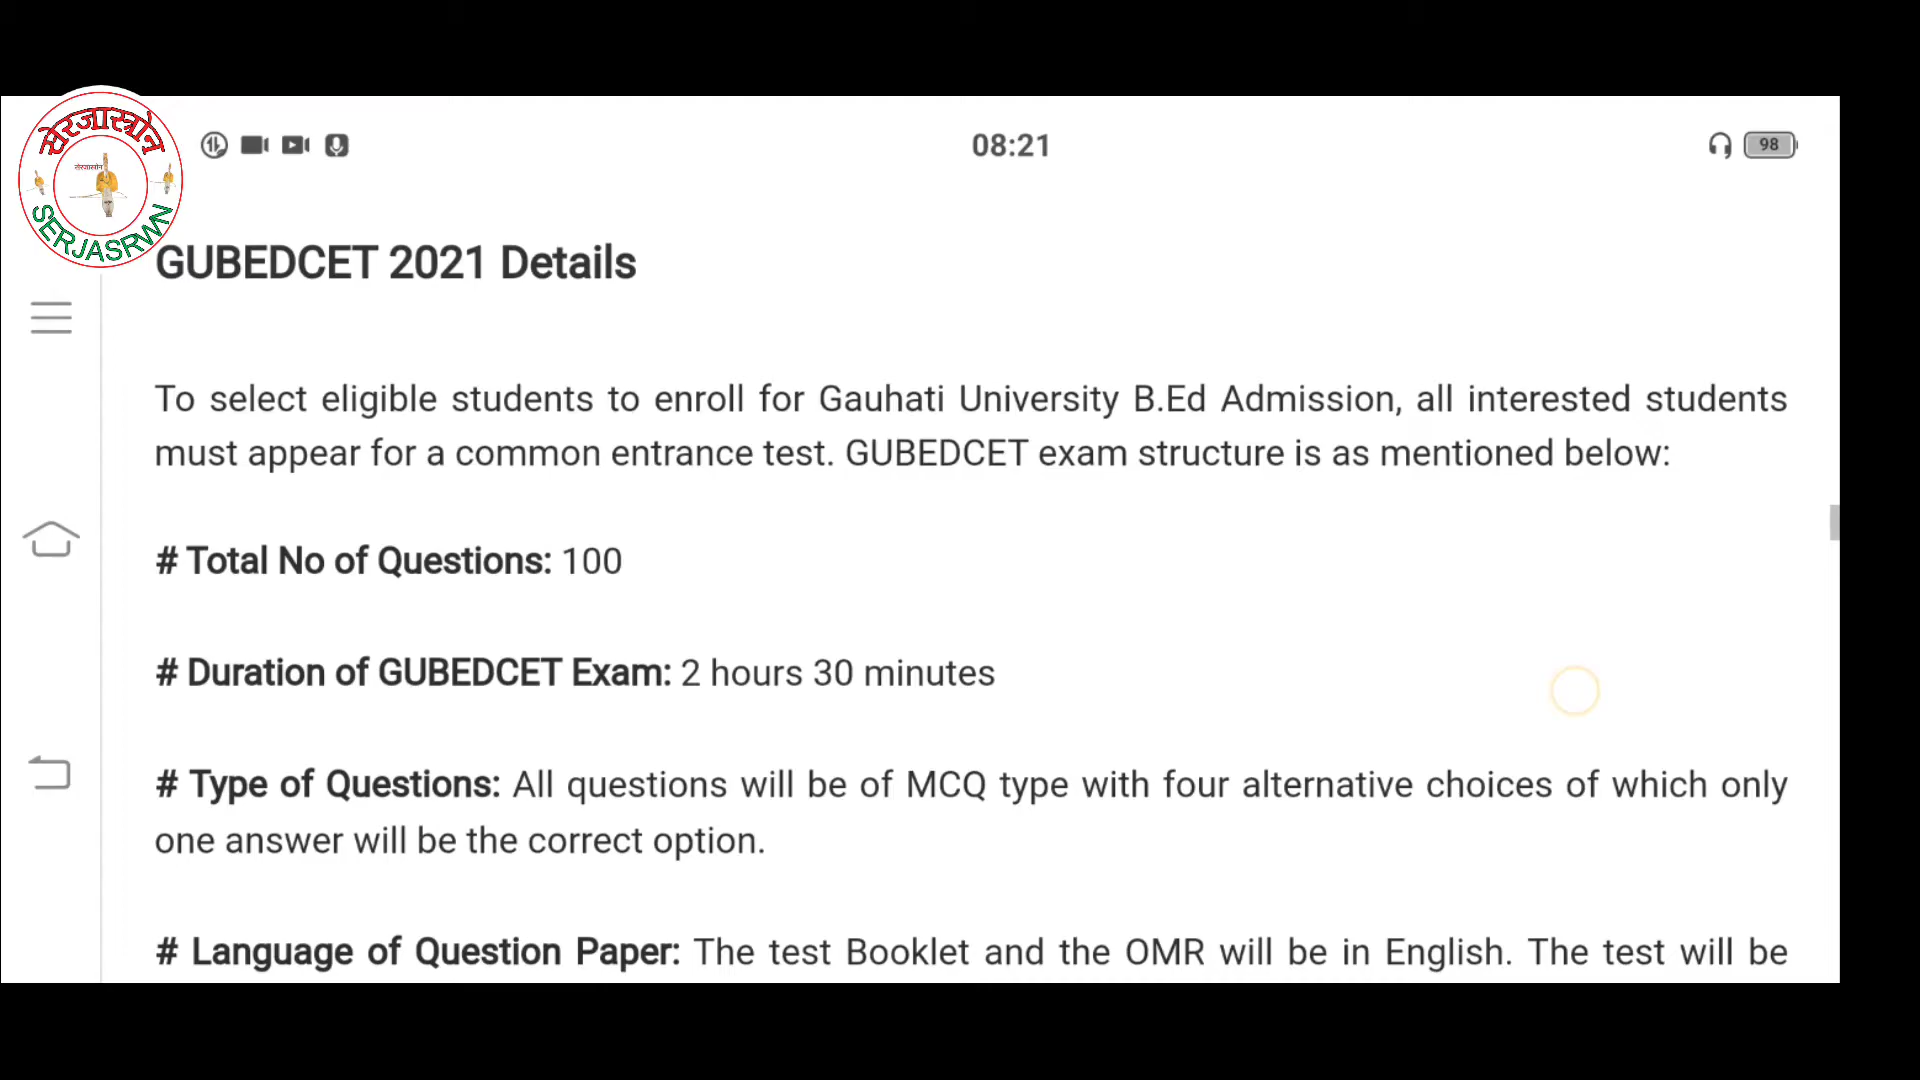 सेरजास्रोन
सेरजास्रोन
SERJASRWN
08:21
98
GUBEDCET 2021 Details
To select eligible students to enroll for Gauhati University B.Ed Admission, all interested students
must appear for a common entrance test. GUBEDCET exam structure is as mentioned below:
# Total No of Questions: 100
# Duration of GUBEDCET Exam: 2 hours 30 minutes
# Type of Questions: All questions will be of MCQ type with four alternative choices of which only
one answer will be the correct option.
# Language of Question Paper: The test Booklet and the OMR will be in English. The test will be